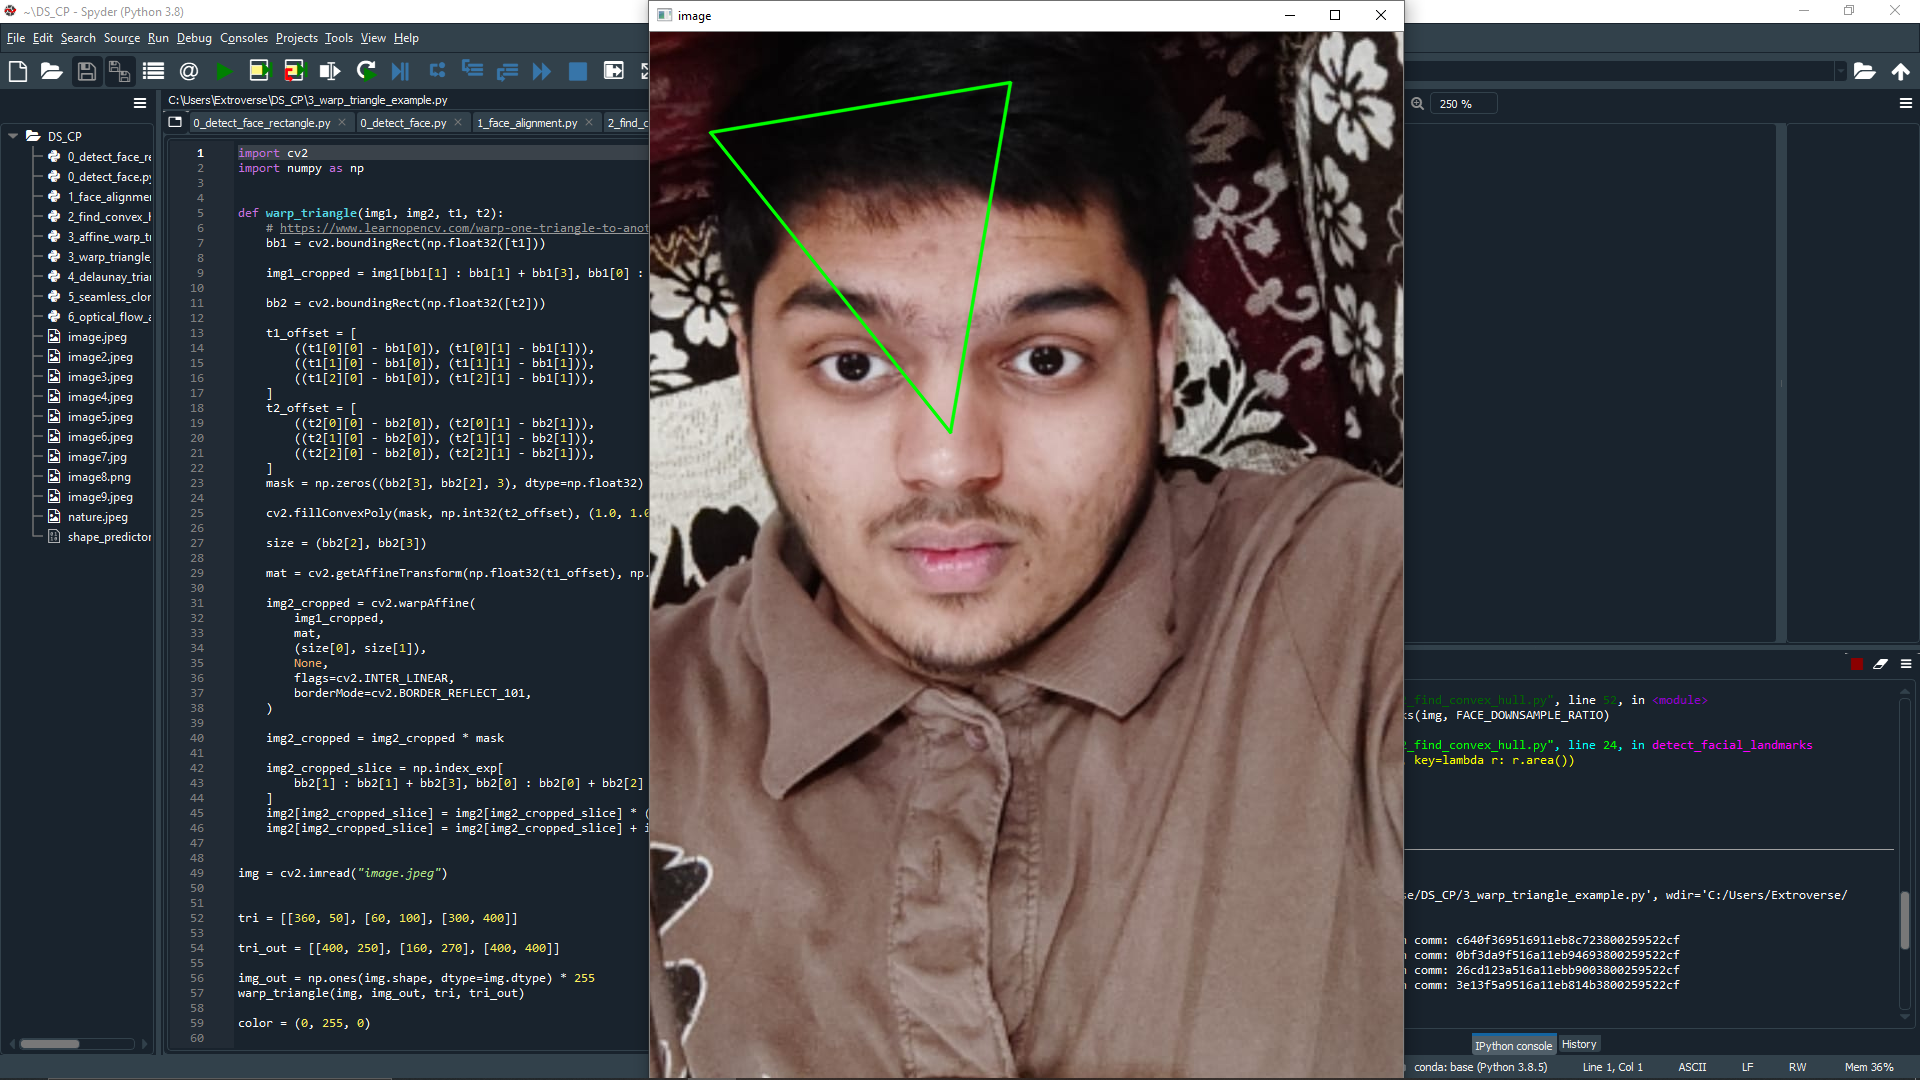 ~\DS_CP - Spyder (Python 3.8)
File Edit Search Source Run Debug Consoles Projects Tools View Help
C:\Users\Extroverse\DS_CP\3_warp_triangle_example.py
0_detect_face_rectangle.py 0_detect_face.py 1_face_alignment.py 2_find_c
DS_CP
0_detect_face_re
0_detect_face.py
1_face_alignme
2_find_convex_h
3_affine_warp_t
3_warp_triangle_
4_delaunay_tria
5_seamless_clor
6_optical_flow_a
image.jpeg
image2.jpeg
image3.jpeg
image4.jpeg
image5.jpeg
image6.jpeg
image7.jpg
image8.png
image9.jpeg
nature.jpeg
shape_predictor
1 import cv2
2 import numpy as np
3
4
5 def warp_triangle(img1, img2, t1, t2):
6 # https://www.learnopencv.com/warp-one-triangle-to-anot
7 bb1 = cv2.boundingRect(np.float32([t1]))
8
9 img1_cropped = img1[bb1[1] : bb1[1] + bb1[3], bb1[0] :
10
11 bb2 = cv2.boundingRect(np.float32([t2]))
12
13 t1_offset = [
14 ((t1[0][0] - bb1[0]), (t1[0][1] - bb1[1])),
15 ((t1[1][0] - bb1[0]), (t1[1][1] - bb1[1])),
16 ((t1[2][0] - bb1[0]), (t1[2][1] - bb1[1])),
17 ]
18 t2_offset = [
19 ((t2[0][0] - bb2[0]), (t2[0][1] - bb2[1])),
20 ((t2[1][0] - bb2[0]), (t2[1][1] - bb2[1])),
21 ((t2[2][0] - bb2[0]), (t2[2][1] - bb2[1])),
22 ]
23 mask = np.zeros((bb2[3], bb2[2], 3), dtype=np.float32)
24
25 cv2.fillConvexPoly(mask, np.int32(t2_offset), (1.0, 1.0
26
27 size = (bb2[2], bb2[3])
28
29 mat = cv2.getAffineTransform(np.float32(t1_offset), np.
30
31 img2_cropped = cv2.warpAffine(
32 img1_cropped,
33 mat,
34 (size[0], size[1]),
35 None,
36 flags=cv2.INTER_LINEAR,
37 borderMode=cv2.BORDER_REFLECT_101,
38 )
39
40 img2_cropped = img2_cropped * mask
41
42 img2_cropped_slice = np.index_exp[
43 bb2[1] : bb2[1] + bb2[3], bb2[0] : bb2[0] + bb2[2]
44 ]
45 img2[img2_cropped_slice] = img2[img2_cropped_slice] * (
46 img2[img2_cropped_slice] = img2[img2_cropped_slice] + i
47
48
49 img = cv2.imread("image.jpeg")
50
51
52 tri = [[360, 50], [60, 100], [300, 400]]
53
54 tri_out = [[400, 250], [160, 270], [400, 400]]
55
56 img_out = np.ones(img.shape, dtype=img.dtype) * 255
57 warp_triangle(img, img_out, tri, tri_out)
58
59 color = (0, 255, 0)
60
image
250 %
_find_convex_hull.py", line 52, in <module>
s(img, FACE_DOWNSAMPLE_RATIO)
2_find_convex_hull.py", line 24, in detect_facial_landmarks
key=lambda r: r.area())
se/DS_CP/3_warp_triangle_example.py', wdir='C:/Users/Extroverse/
comm: c640f369516911eb8c723800259522cf
comm: 0bf3da9f516a11eb94693800259522cf
comm: 26cd123a516a11ebb9003800259522cf
comm: 3e13f5a9516a11eb814b3800259522cf
IPython console History
conda: base (Python 3.8.5) Line 1, Col 1 ASCII LF RW Mem 36%